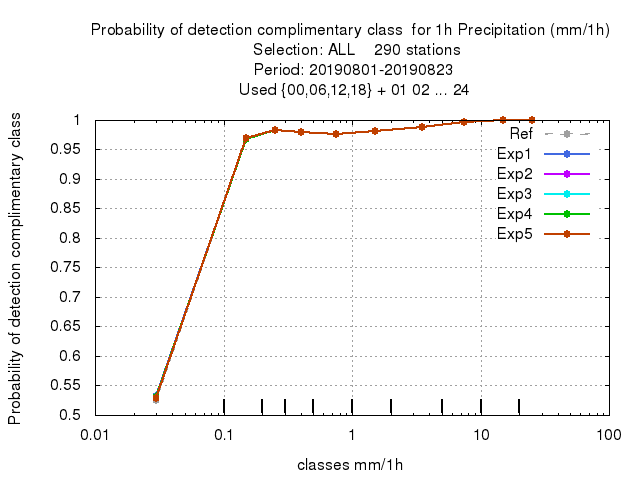 Probability of detection complimentary class  for 1h Precipitation (mm/1h)
Selection: ALL    290 stations
Period: 20190801-20190823
Used {00,06,12,18} + 01 02 ... 24
Probability of detection complimentary class
1
0.95
0.9
0.85
0.8
0.75
0.7
0.65
0.6
0.55
0.5
Ref
Exp1
Exp2
Exp3
Exp4
Exp5
0.01 0.1 1 10 100
classes mm/1h